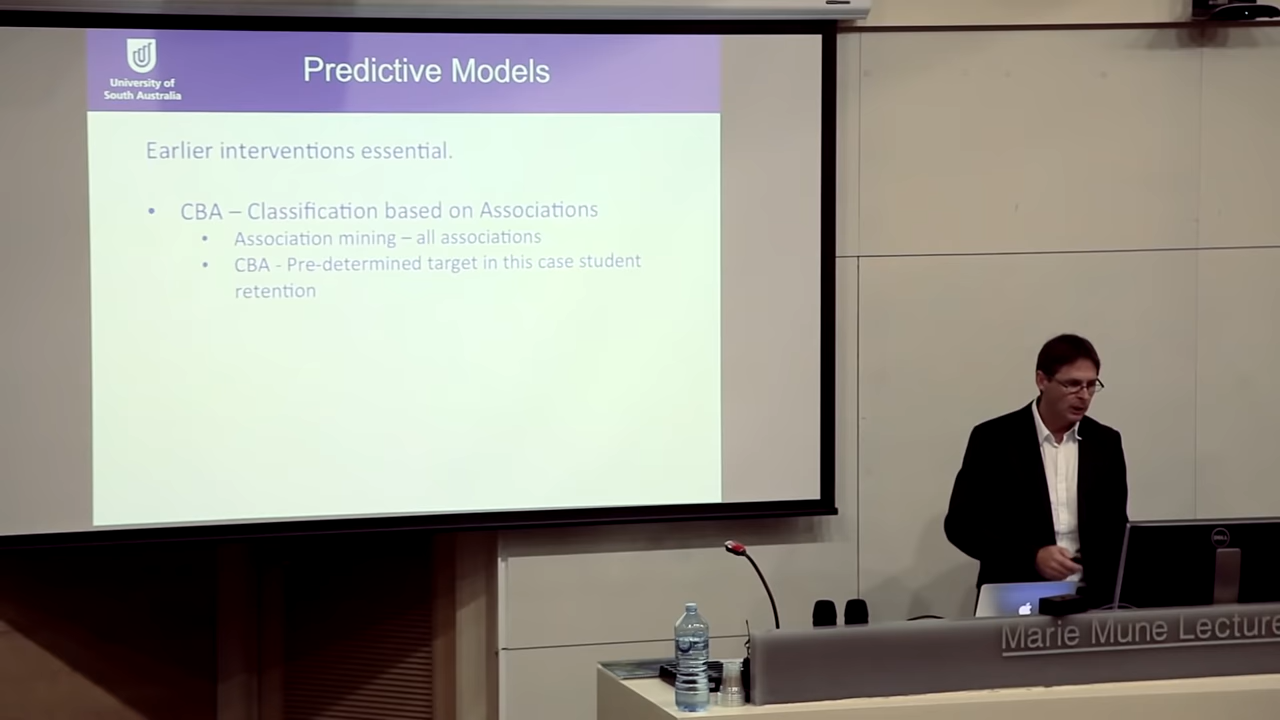 University of
South Australia
Predictive Models
Earlier interventions essential.
• CBA – Classification based on Associations
• Association mining – all associations
• CBA - Pre-determined target in this case student
retention
DELL
Marie Mune Lecture